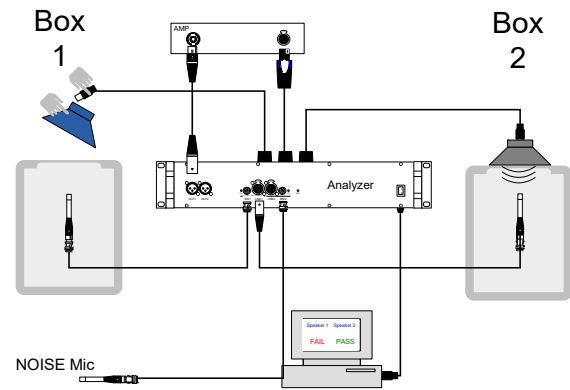 Box
1
AMP
Box
2
Analyzer
Speaker 1 Speaker 2
FAIL PASS
NOISE Mic